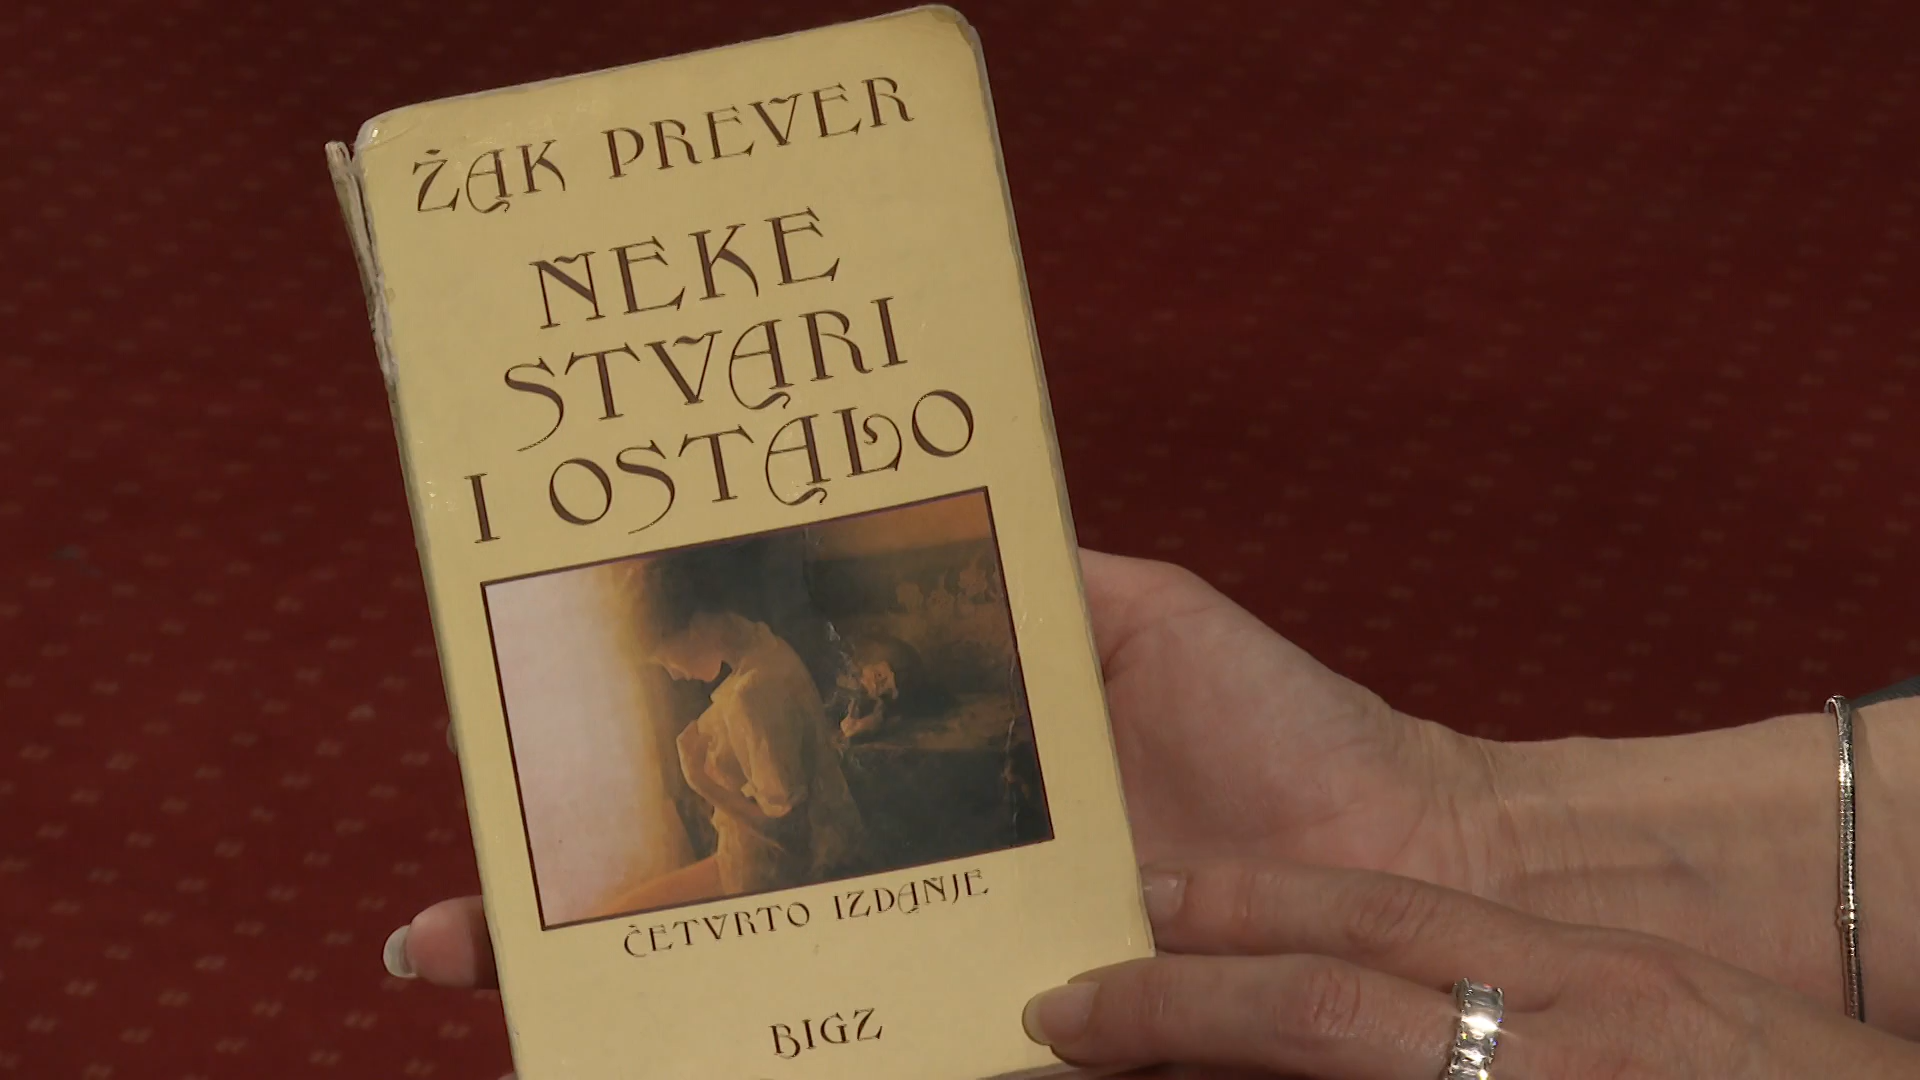 ŽAK PREVER
NEKE
STVARI
I OSTALO
ČETVRTO IZDANJE
BIGZ